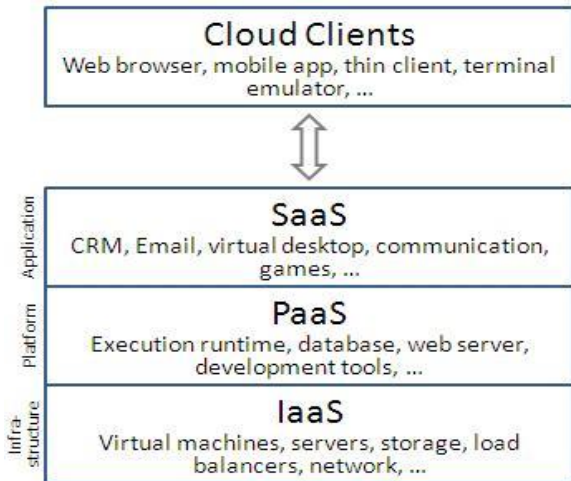 Cloud Clients
Web browser, mobile app, thin client, terminal
emulator, ...
Application
SaaS
CRM, Email, virtual desktop, communication,
games, ...
Platform
PaaS
Execution runtime, database, web server,
development tools, ...
Infra-
structure
IaaS
Virtual machines, servers, storage, load
balancers, network, ...